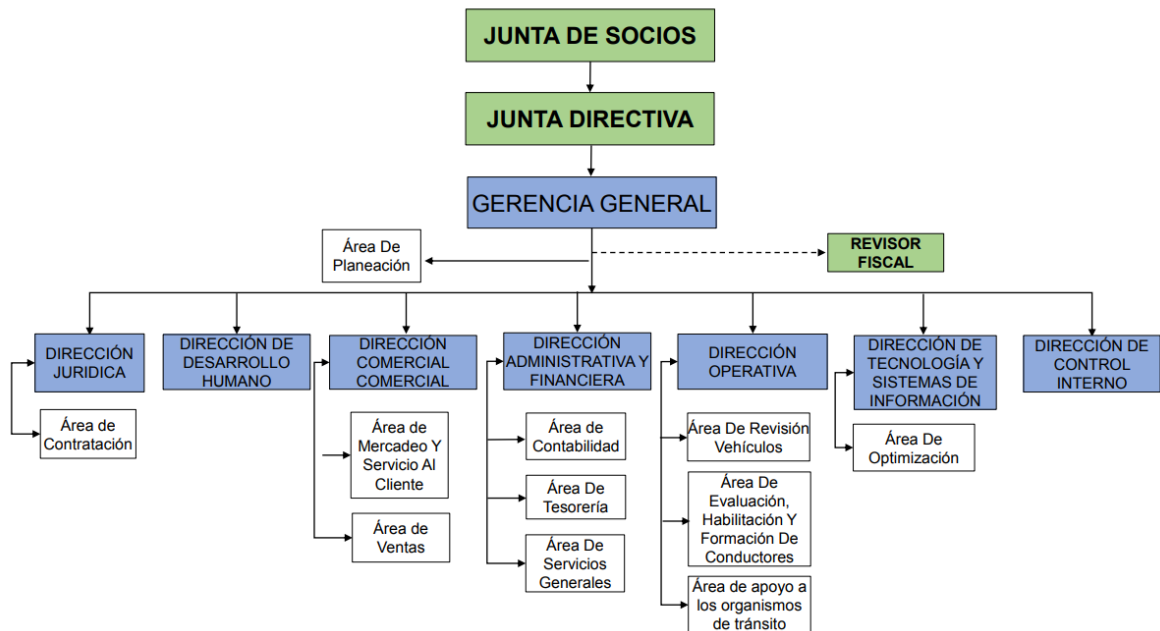 JUNTA DE SOCIOS
JUNTA DIRECTIVA
GERENCIA GENERAL
Área De
Planeación
REVISOR
FISCAL
DIRECCIÓN
JURIDICA
DIRECCIÓN DE
DESARROLLO
HUMANO
DIRECCIÓN
COMERCIAL
COMERCIAL
DIRECCIÓN
ADMINISTRATIVA Y
FINANCIERA
DIRECCIÓN
OPERATIVA
DIRECCIÓN DE
TECNOLOGÍA Y
SISTEMAS DE
INFORMACIÓN
DIRECCIÓN DE
CONTROL
INTERNO
Área de
Contratación
Área de
Mercadeo Y
Servicio Al
Cliente
Área de
Ventas
Área de
Contabilidad
Área De
Tesorería
Área De
Servicios
Generales
Área De Revisión
Vehículos
Área De
Evaluación,
Habilitación Y
Formación De
Conductores
Área de apoyo a
los organismos
de tránsito
Área De
Optimización